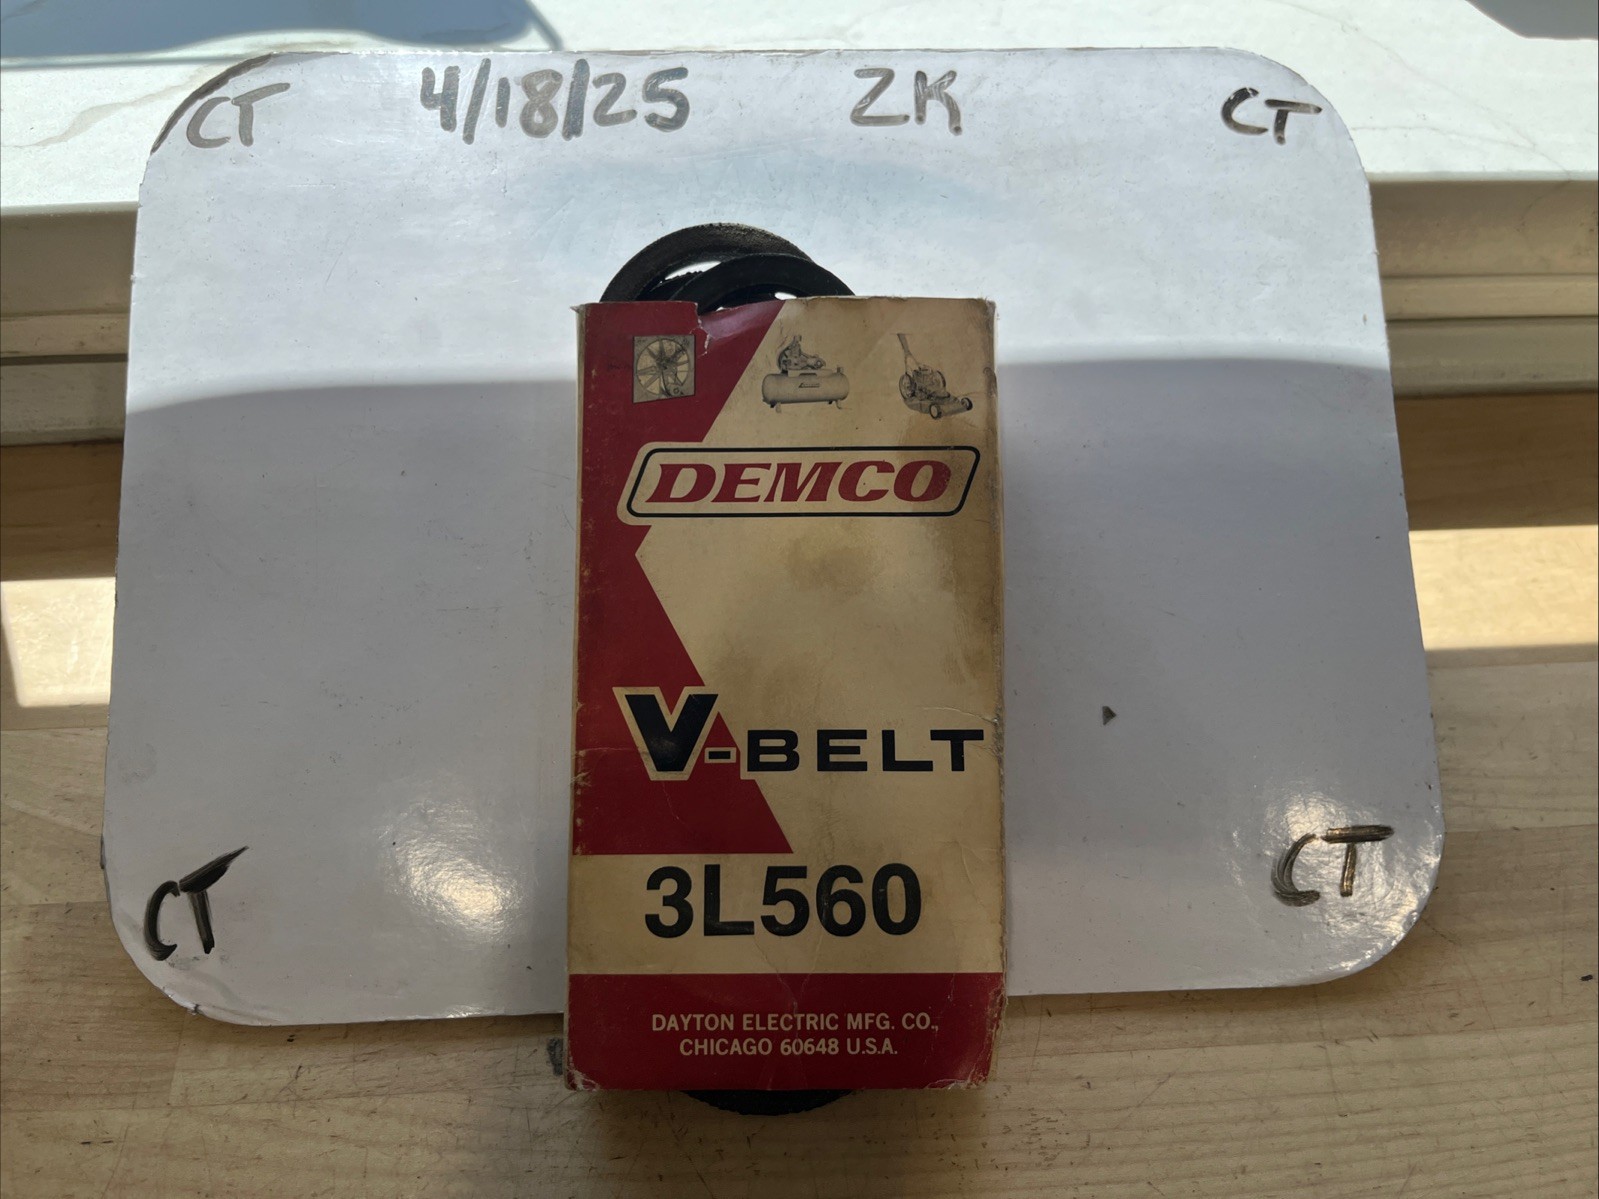 CT 4/18/25 ZK CT
DEMCO
V-BELT
3L560
DAYTON ELECTRIC MFG. CO.,
CHICAGO 60648 U.S.A.
CT CT